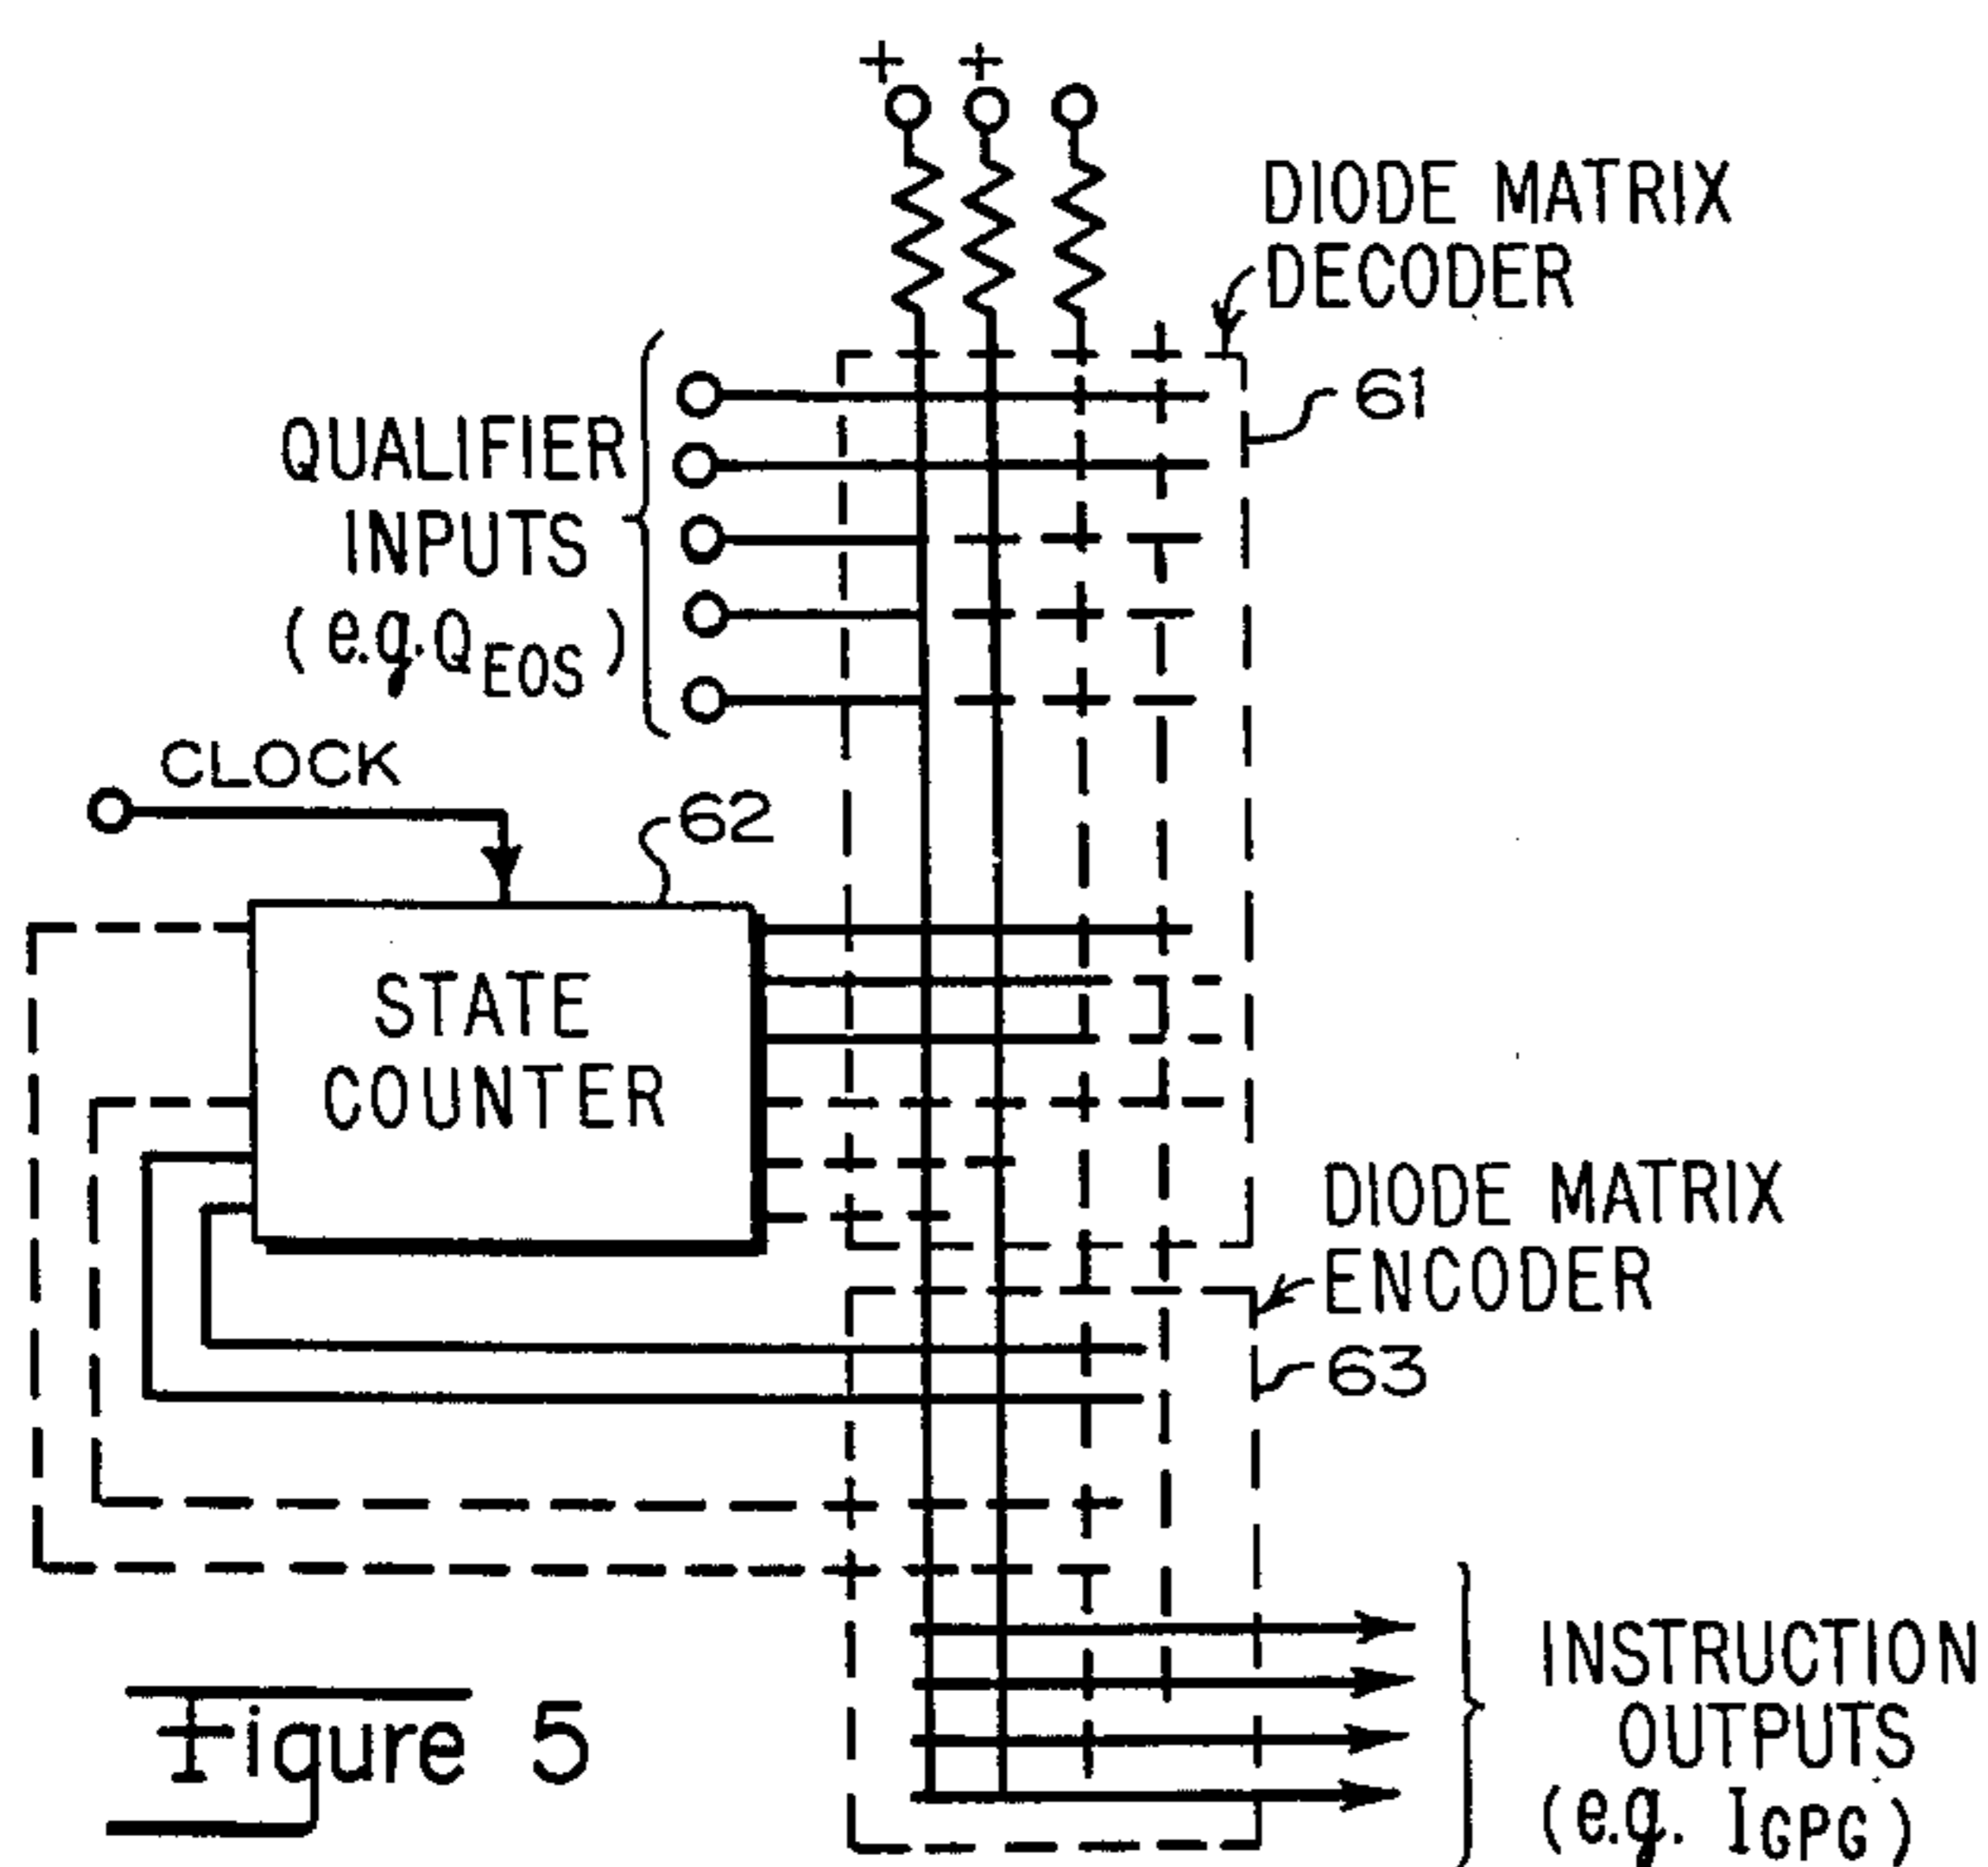 + +
DIODE MATRIX
DECODER
61
QUALIFIER
INPUTS
(e.g. QEOS)
CLOCK
62
STATE
COUNTER
DIODE MATRIX
ENCODER
63
INSTRUCTION
OUTPUTS
(e.g. IGPG)
Figure 5